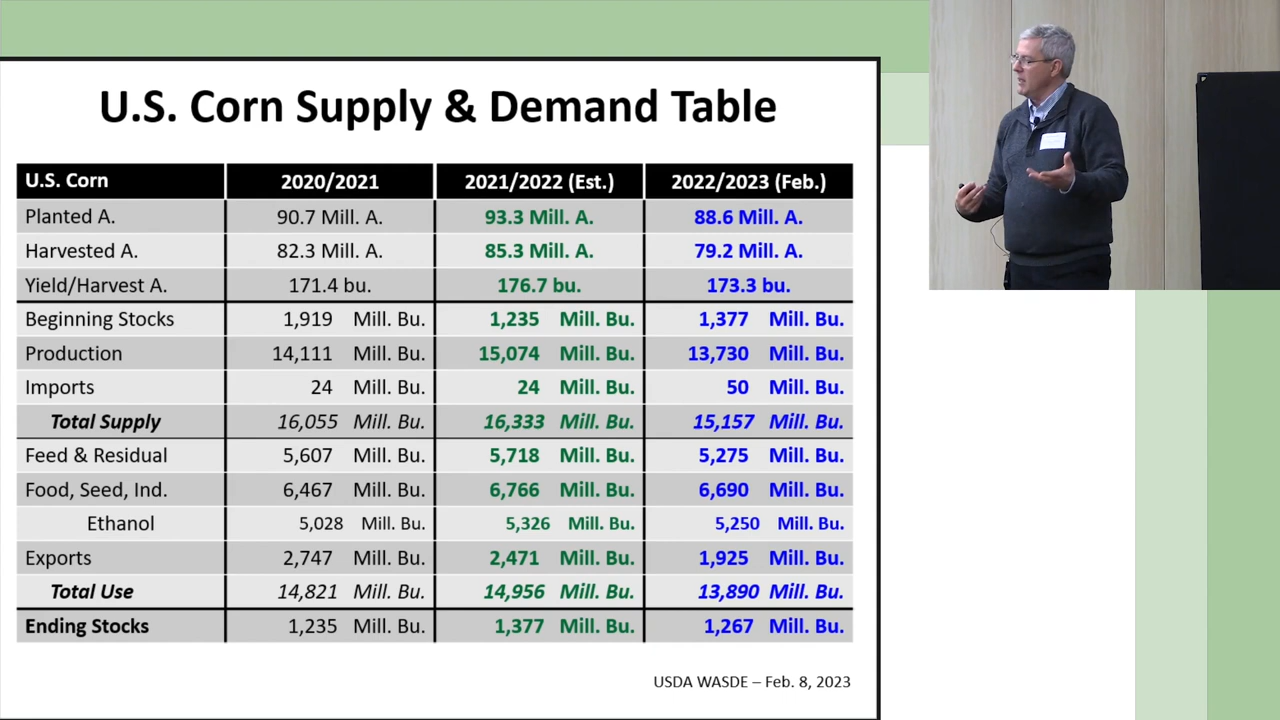 U.S. Corn Supply & Demand Table
U.S. Corn 2020/2021 2021/2022 (Est.) 2022/2023 (Feb.)
Planted A. 90.7 Mill. A. 93.3 Mill. A. 88.6 Mill. A.
Harvested A. 82.3 Mill. A. 85.3 Mill. A. 79.2 Mill. A.
Yield/Harvest A. 171.4 bu. 176.7 bu. 173.3 bu.
Beginning Stocks 1,919 Mill. Bu. 1,235 Mill. Bu. 1,377 Mill. Bu.
Production 14,111 Mill. Bu. 15,074 Mill. Bu. 13,730 Mill. Bu.
Imports 24 Mill. Bu. 24 Mill. Bu. 50 Mill. Bu.
Total Supply 16,055 Mill. Bu. 16,333 Mill. Bu. 15,157 Mill. Bu.
Feed & Residual 5,607 Mill. Bu. 5,718 Mill. Bu. 5,275 Mill. Bu.
Food, Seed, Ind. 6,467 Mill. Bu. 6,766 Mill. Bu. 6,690 Mill. Bu.
Ethanol 5,028 Mill. Bu. 5,326 Mill. Bu. 5,250 Mill. Bu.
Exports 2,747 Mill. Bu. 2,471 Mill. Bu. 1,925 Mill. Bu.
Total Use 14,821 Mill. Bu. 14,956 Mill. Bu. 13,890 Mill. Bu.
Ending Stocks 1,235 Mill. Bu. 1,377 Mill. Bu. 1,267 Mill. Bu.
USDA WASDE – Feb. 8, 2023